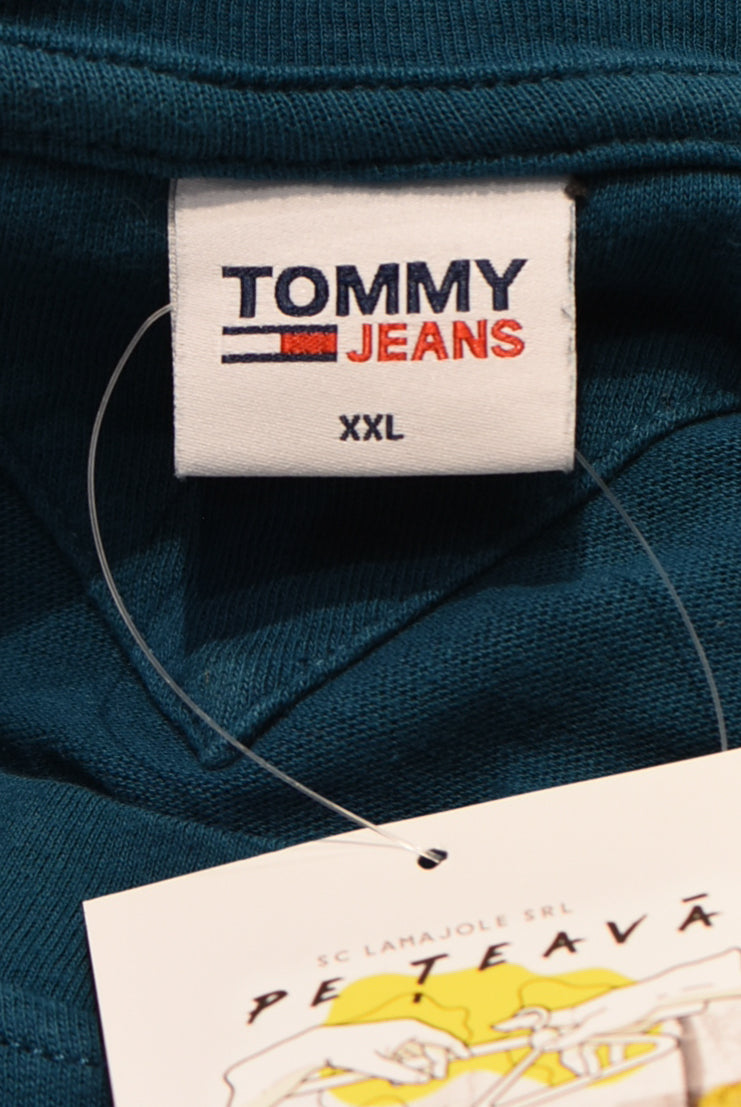 TOMMY
JEANS
XXL
SC LAMAJOLE SRL
PE ȚEAVĂ